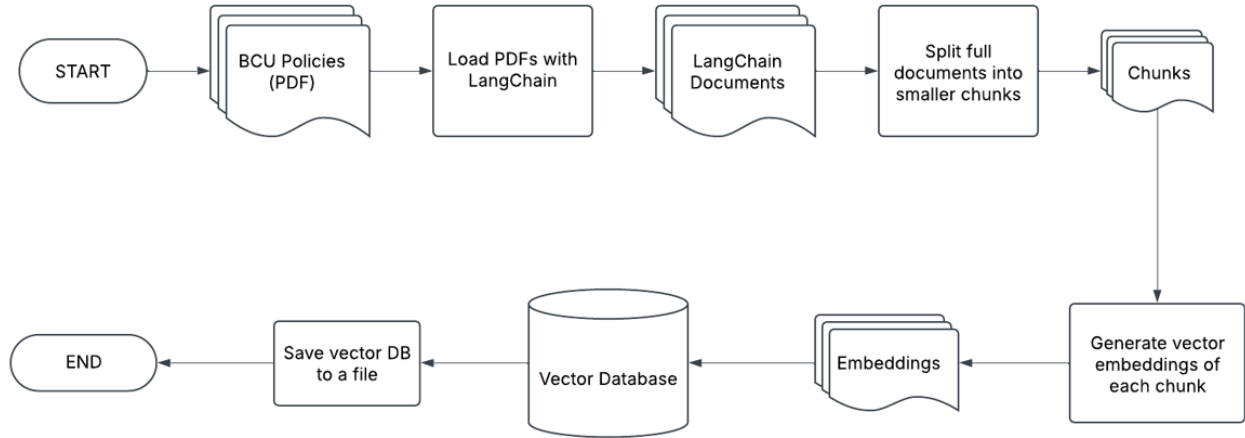 START
BCU Policies
(PDF)
Load PDFs with
LangChain
LangChain
Documents
Split full
documents into
smaller chunks
Chunks
Generate vector
embeddings of
each chunk
Embeddings
Vector Database
Save vector DB
to a file
END